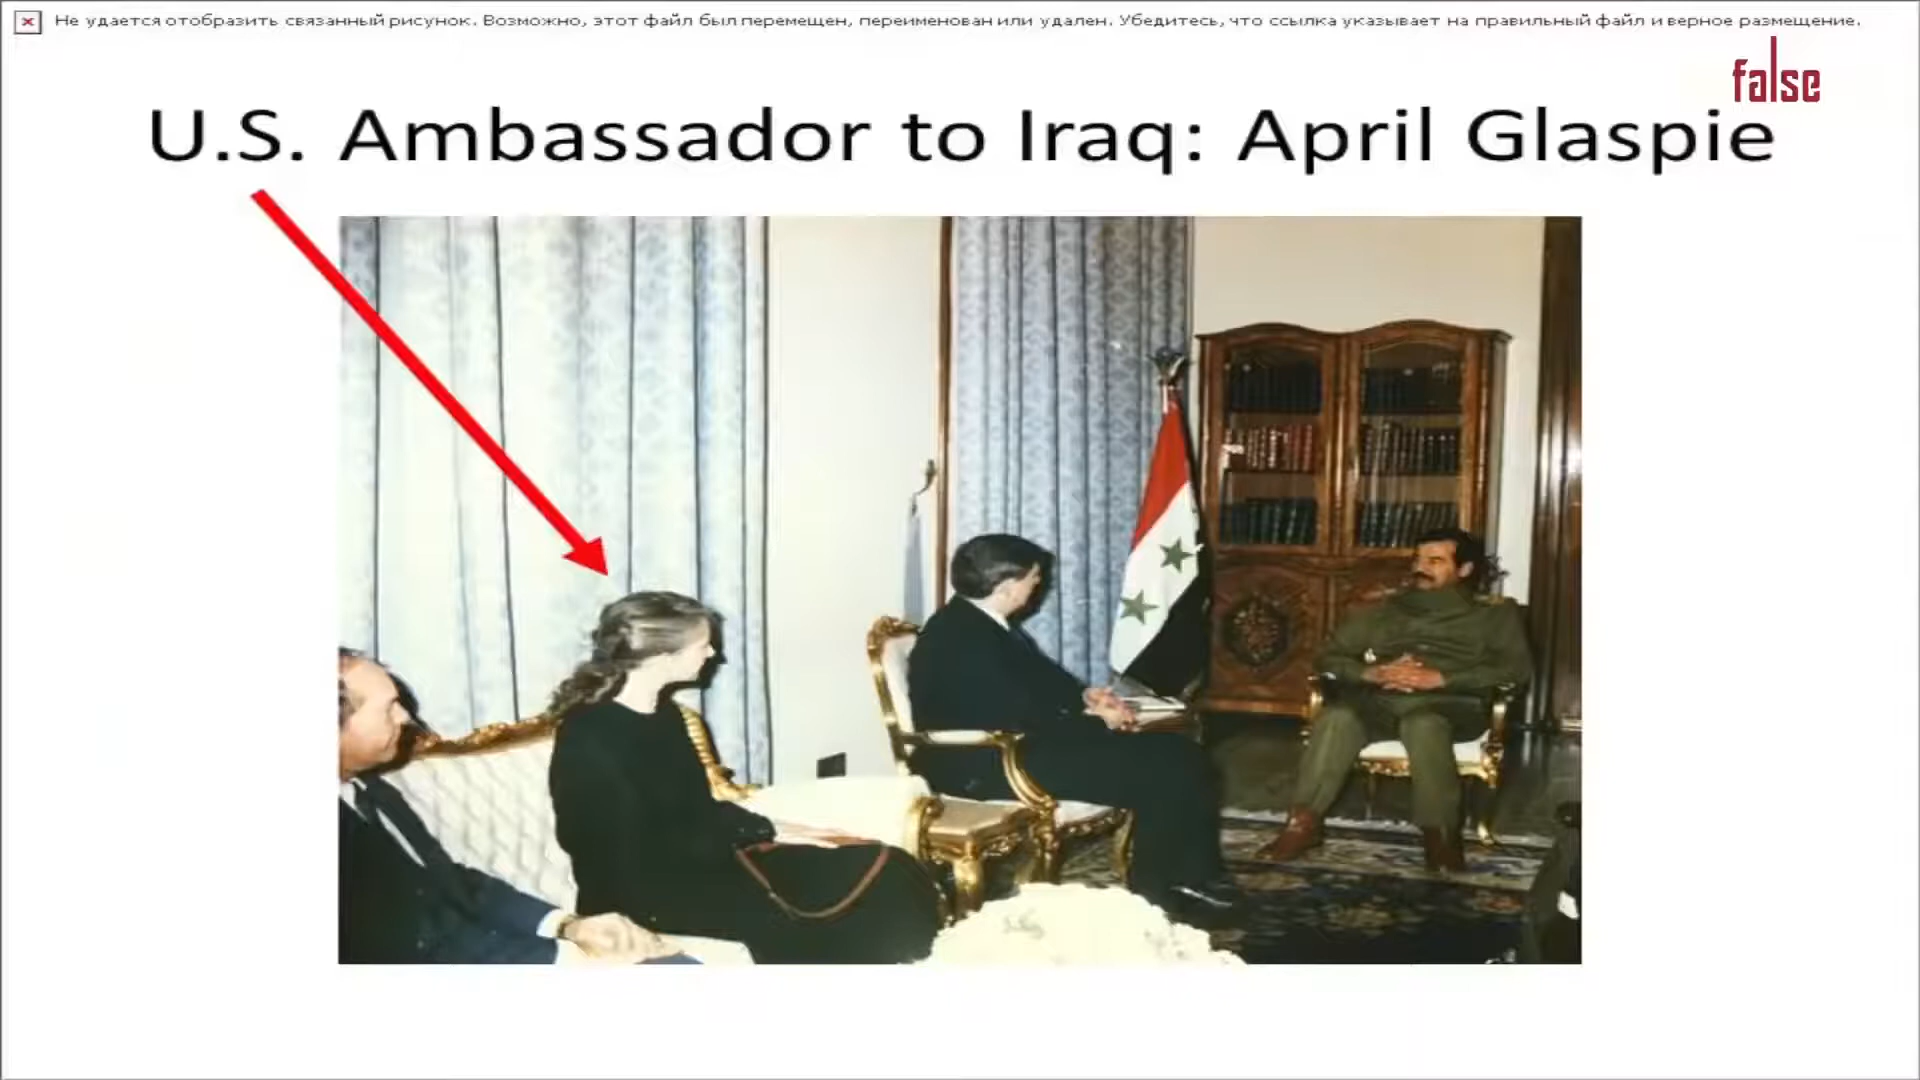 Не удается отобразить связанный рисунок. Возможно, этот файл был перемещен, переименован или удален. Убедитесь, что ссылка указывает на правильный файл и верное размещение.
false
U.S. Ambassador to Iraq: April Glaspie